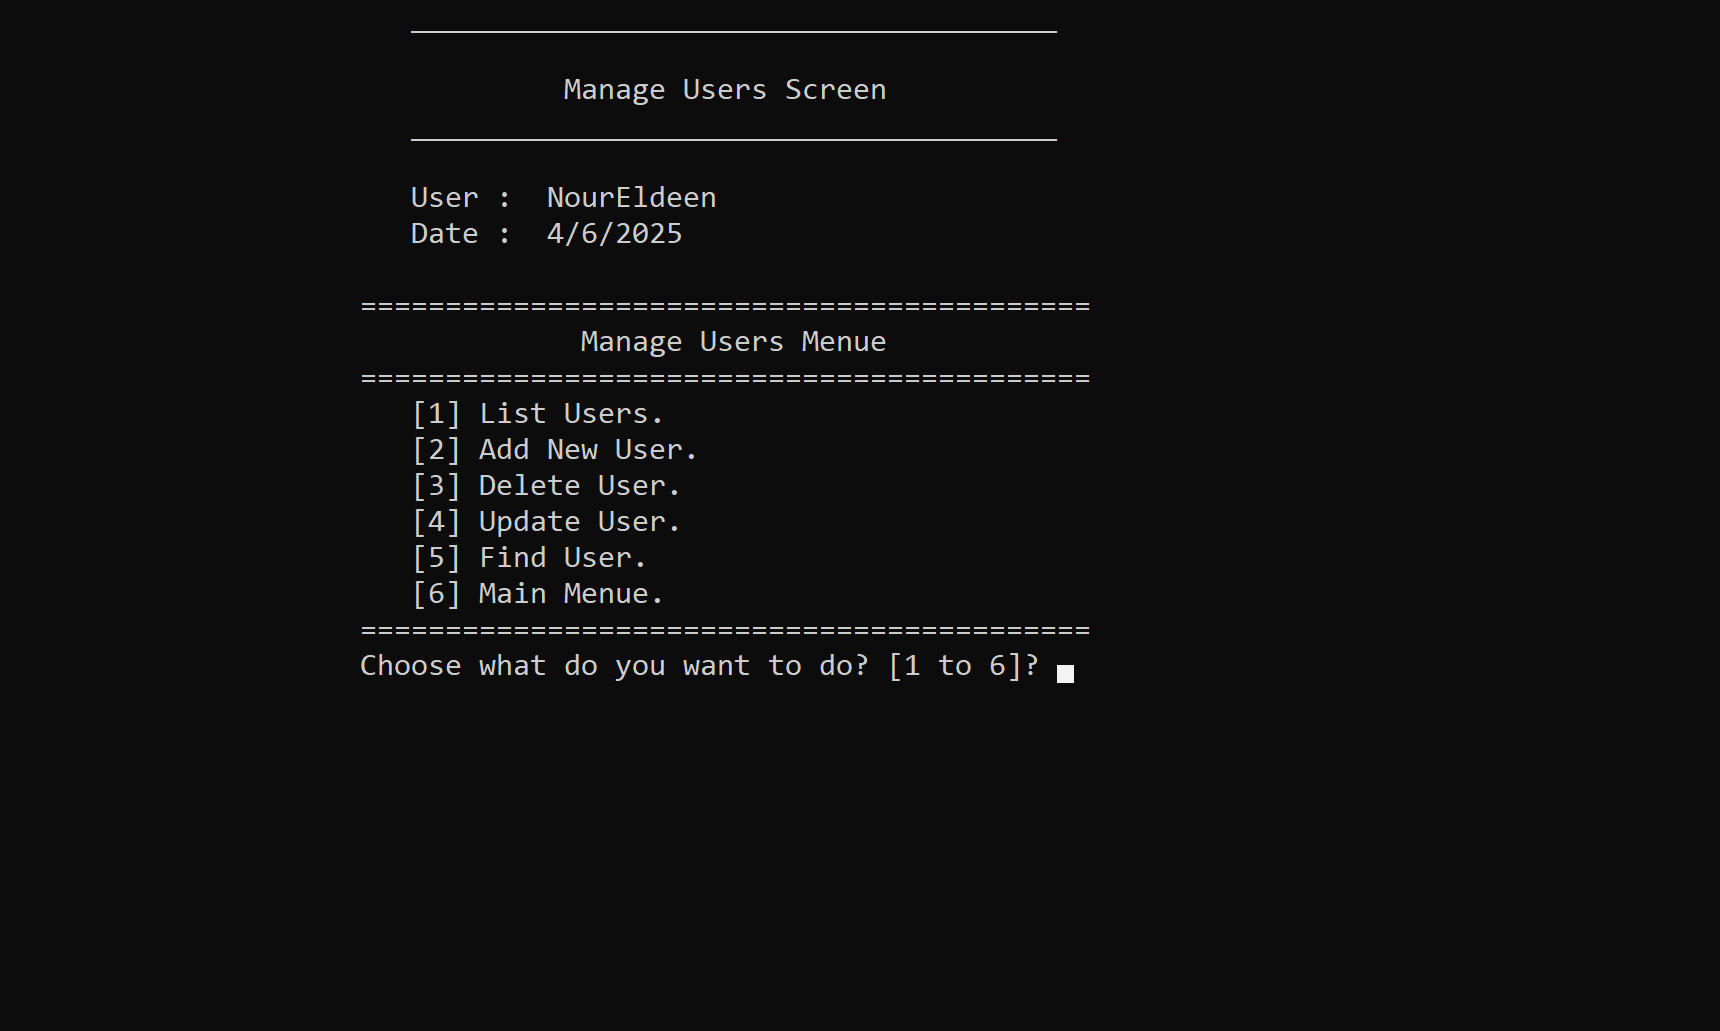 Manage Users Screen
User :  NourEldeen
Date :  4/6/2025
===========================================
Manage Users Menue
===========================================
[1] List Users.
[2] Add New User.
[3] Delete User.
[4] Update User.
[5] Find User.
[6] Main Menue.
===========================================
Choose what do you want to do? [1 to 6]?